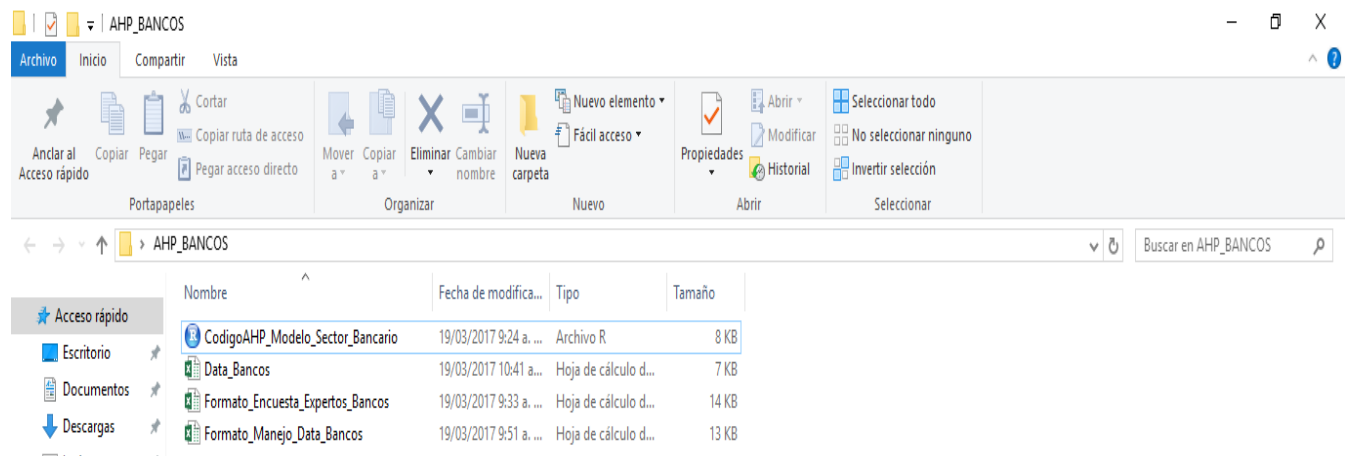 AHP_BANCOS
Archivo Inicio Compartir Vista
Anclar al Acceso rápido
Copiar
Pegar
Cortar
Copiar ruta de acceso
Pegar acceso directo
Portapapeles
Mover a
Copiar a
Eliminar
Cambiar nombre
Organizar
Nueva carpeta
Nuevo elemento
Fácil acceso
Nuevo
Propiedades
Abrir
Modificar
Historial
Abrir
Seleccionar todo
No seleccionar ninguno
Invertir selección
Seleccionar
AHP_BANCOS
Buscar en AHP_BANCOS
Acceso rápido
Escritorio
Documentos
Descargas
Nombre Fecha de modifica... Tipo Tamaño
CodigoAHP_Modelo_Sector_Bancario 19/03/2017 9:24 a. ... Archivo R 8 KB
Data_Bancos 19/03/2017 10:41 a... Hoja de cálculo d... 7 KB
Formato_Encuesta_Expertos_Bancos 19/03/2017 9:33 a. ... Hoja de cálculo d... 14 KB
Formato_Manejo_Data_Bancos 19/03/2017 9:51 a. ... Hoja de cálculo d... 13 KB